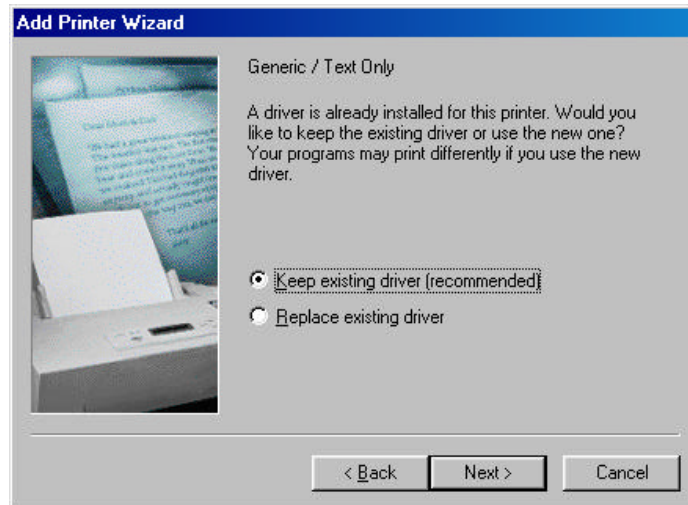 Add Printer Wizard
Generic / Text Only
A driver is already installed for this printer. Would you
like to keep the existing driver or use the new one?
Your programs may print differently if you use the new
driver.
Keep existing driver (recommended)
Replace existing driver
< Back
Next >
Cancel